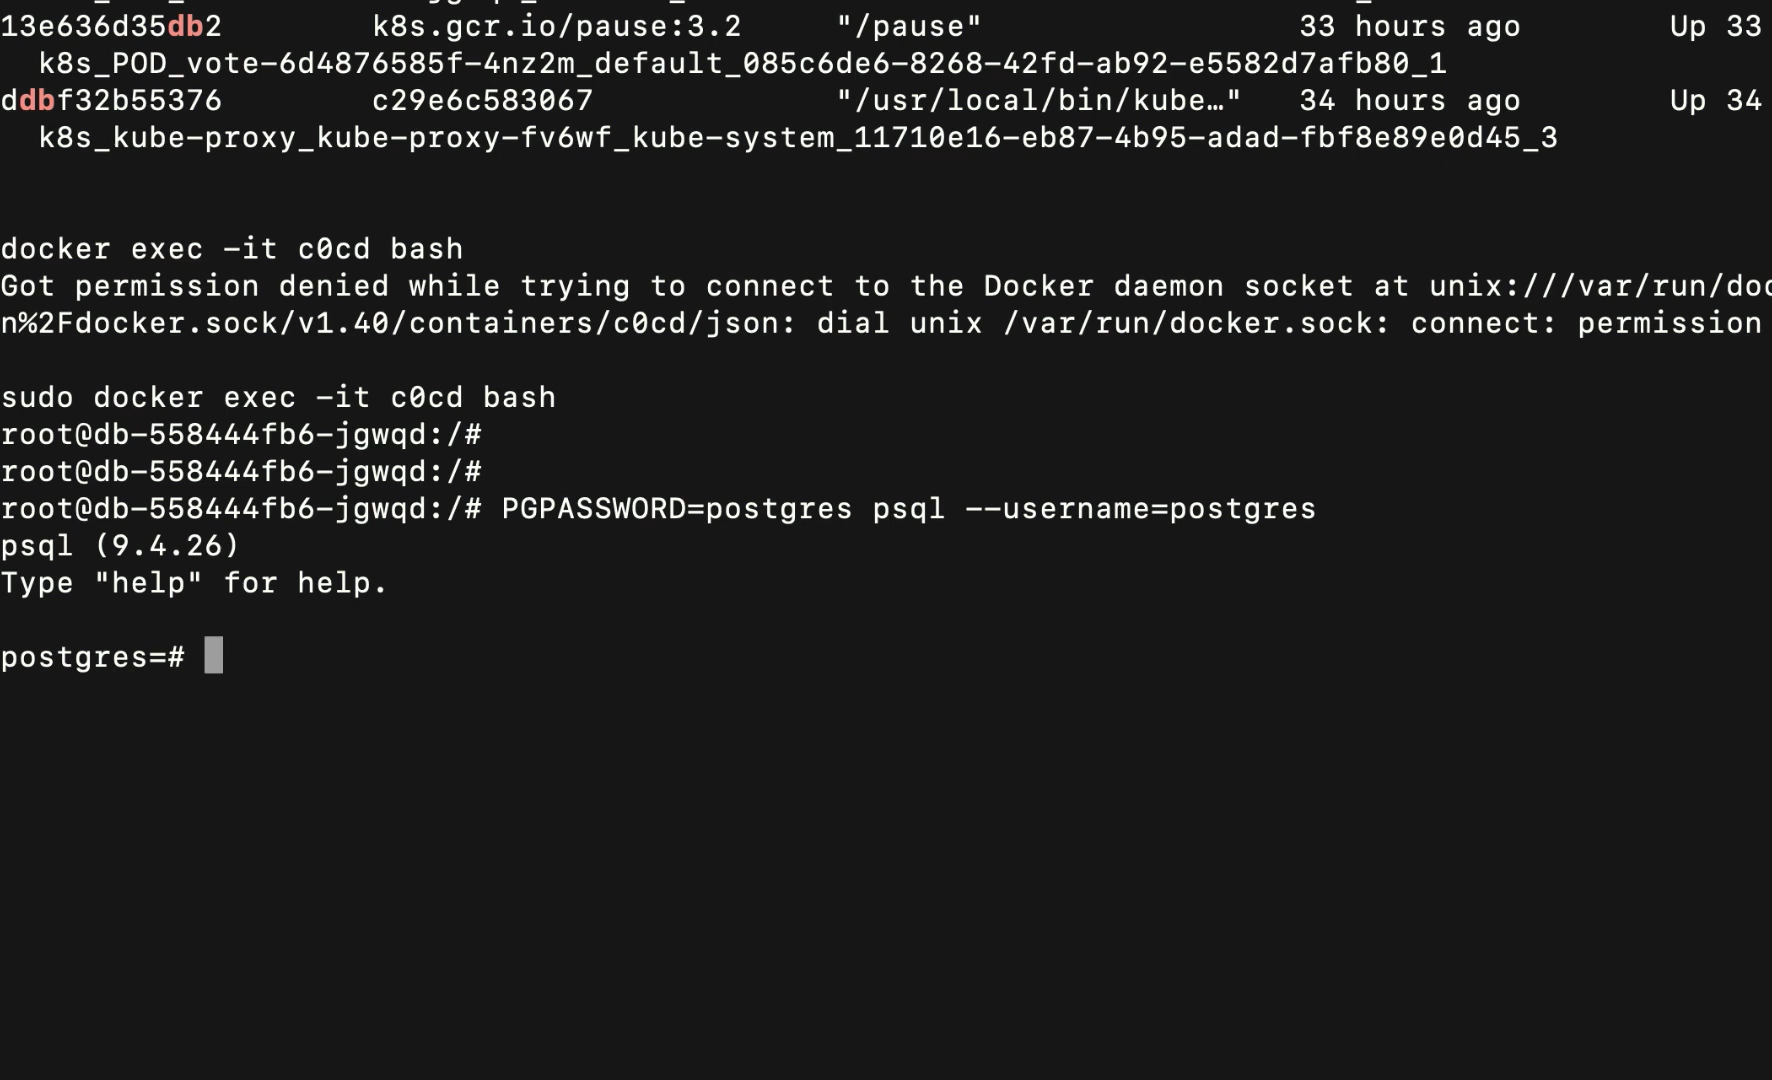 13e636d35db2 k8s.gcr.io/pause:3.2 "/pause" 33 hours ago Up 33
k8s_POD_vote-6d4876585f-4nz2m_default_085c6de6-8268-42fd-ab92-e5582d7afb80_1
ddbf32b55376 c29e6c583067 "/usr/local/bin/kube…" 34 hours ago Up 34
k8s_kube-proxy_kube-proxy-fv6wf_kube-system_11710e16-eb87-4b95-adad-fbf8e89e0d45_3
docker exec -it c0cd bash
Got permission denied while trying to connect to the Docker daemon socket at unix:///var/run/doc
n%2Fdocker.sock/v1.40/containers/c0cd/json: dial unix /var/run/docker.sock: connect: permission
sudo docker exec -it c0cd bash
root@db-558444fb6-jgwqd:/#
root@db-558444fb6-jgwqd:/#
root@db-558444fb6-jgwqd:/# PGPASSWORD=postgres psql --username=postgres
psql (9.4.26)
Type "help" for help.
postgres=#